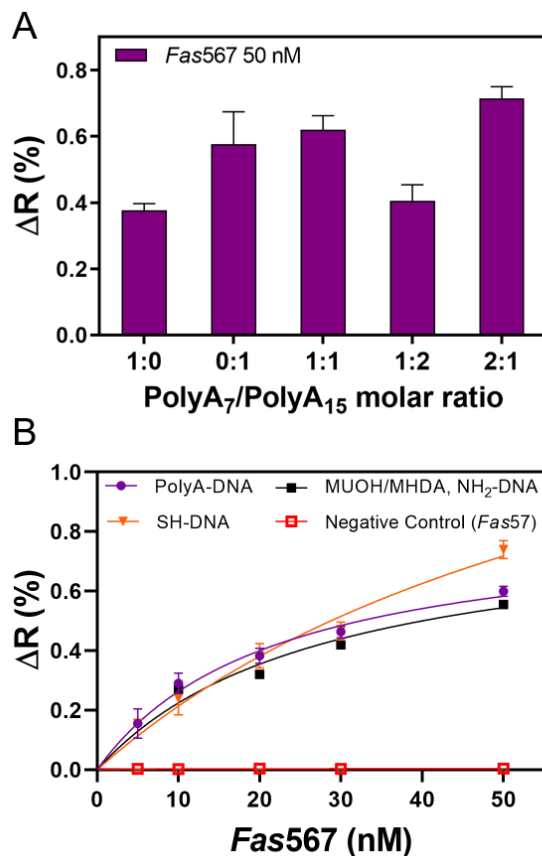 A
Fas567 50 nM
ΔR (%)
0.8
0.6
0.4
0.2
0.0
1:0 0:1 1:1 1:2 2:1
PolyA₇/PolyA₁₅ molar ratio
B
PolyA-DNA MUOH/MHDA, NH₂-DNA
SH-DNA Negative Control (Fas57)
ΔR (%)
1.0
0.8
0.6
0.4
0.2
0.0
0 10 20 30 40 50
Fas567 (nM)